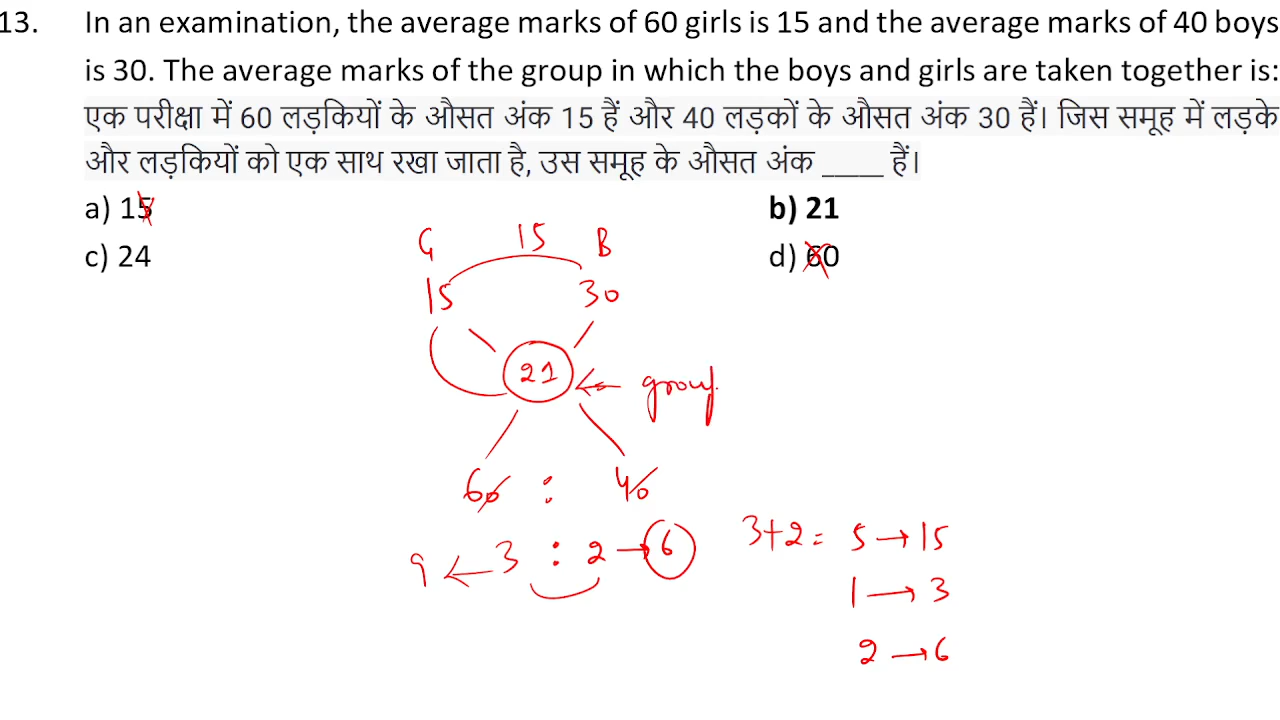 13. In an examination, the average marks of 60 girls is 15 and the average marks of 40 boys
is 30. The average marks of the group in which the boys and girls are taken together is:
एक परीक्षा में 60 लड़कियों के औसत अंक 15 हैं और 40 लड़कों के औसत अंक 30 हैं। जिस समूह में लड़के
और लड़कियों को एक साथ रखा जाता है, उस समूह के औसत अंक ____ हैं।
a) 15 b) 21
c) 24 d) 60
G 15 B
15 30
21 ← group
60 : 40
9 ← 3 : 2 → 6
3+2 = 5 → 15
1 → 3
2 → 6